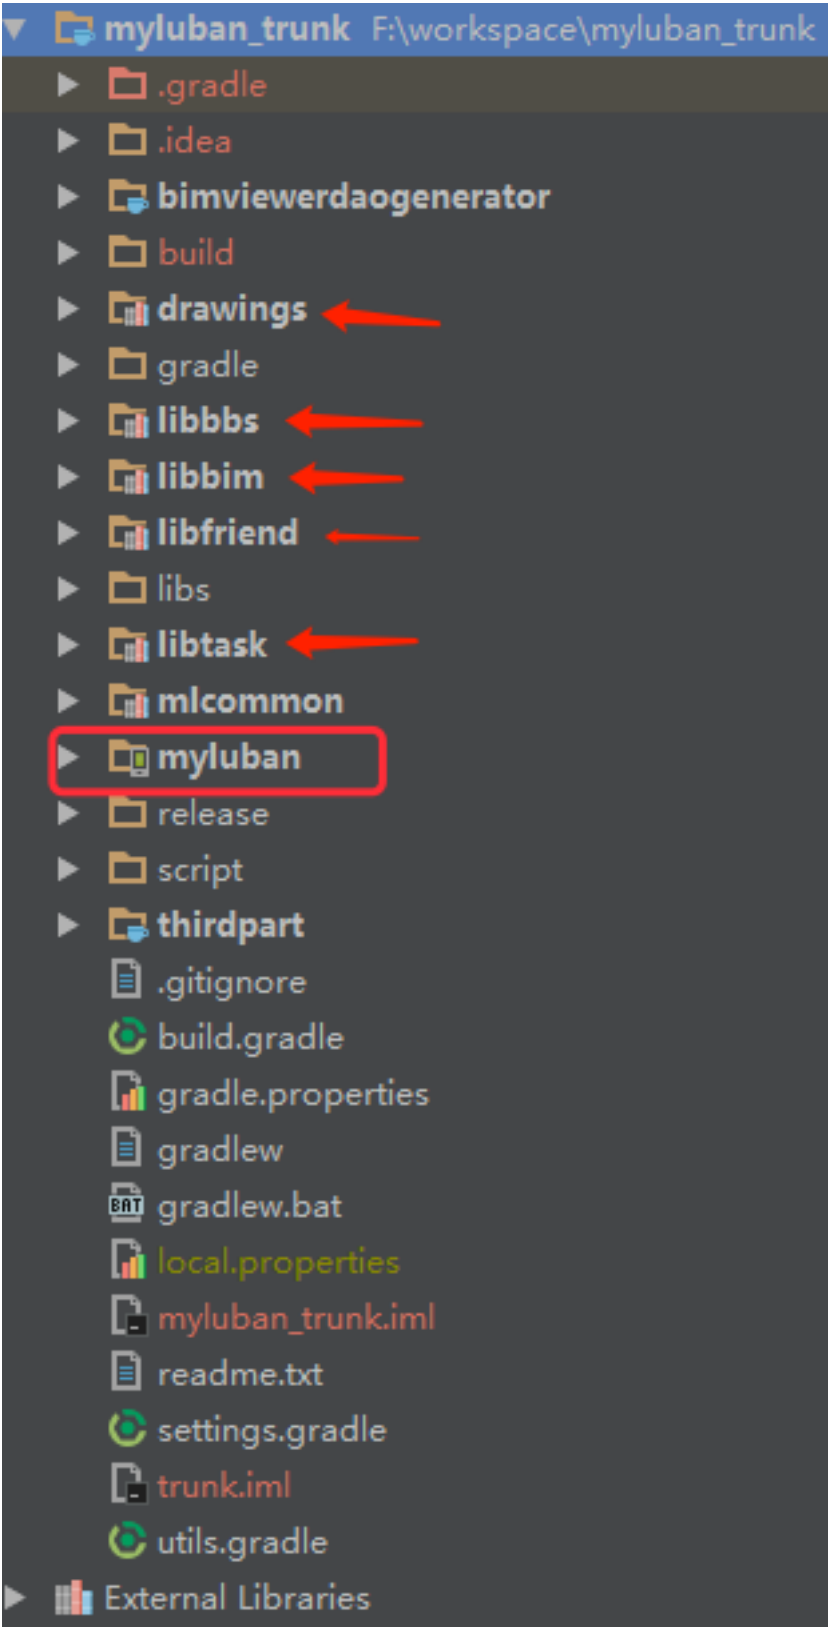 myluban_trunk F:\workspace\myluban_trunk
.gradle
.idea
bimviewerdaogenerator
build
drawings
gradle
libbbs
libbim
libfriend
libs
libtask
mlcommon
myluban
release
script
thirdpart
.gitignore
build.gradle
gradle.properties
gradlew
BAT gradlew.bat
local.properties
myluban_trunk.iml
readme.txt
settings.gradle
trunk.iml
utils.gradle
External Libraries